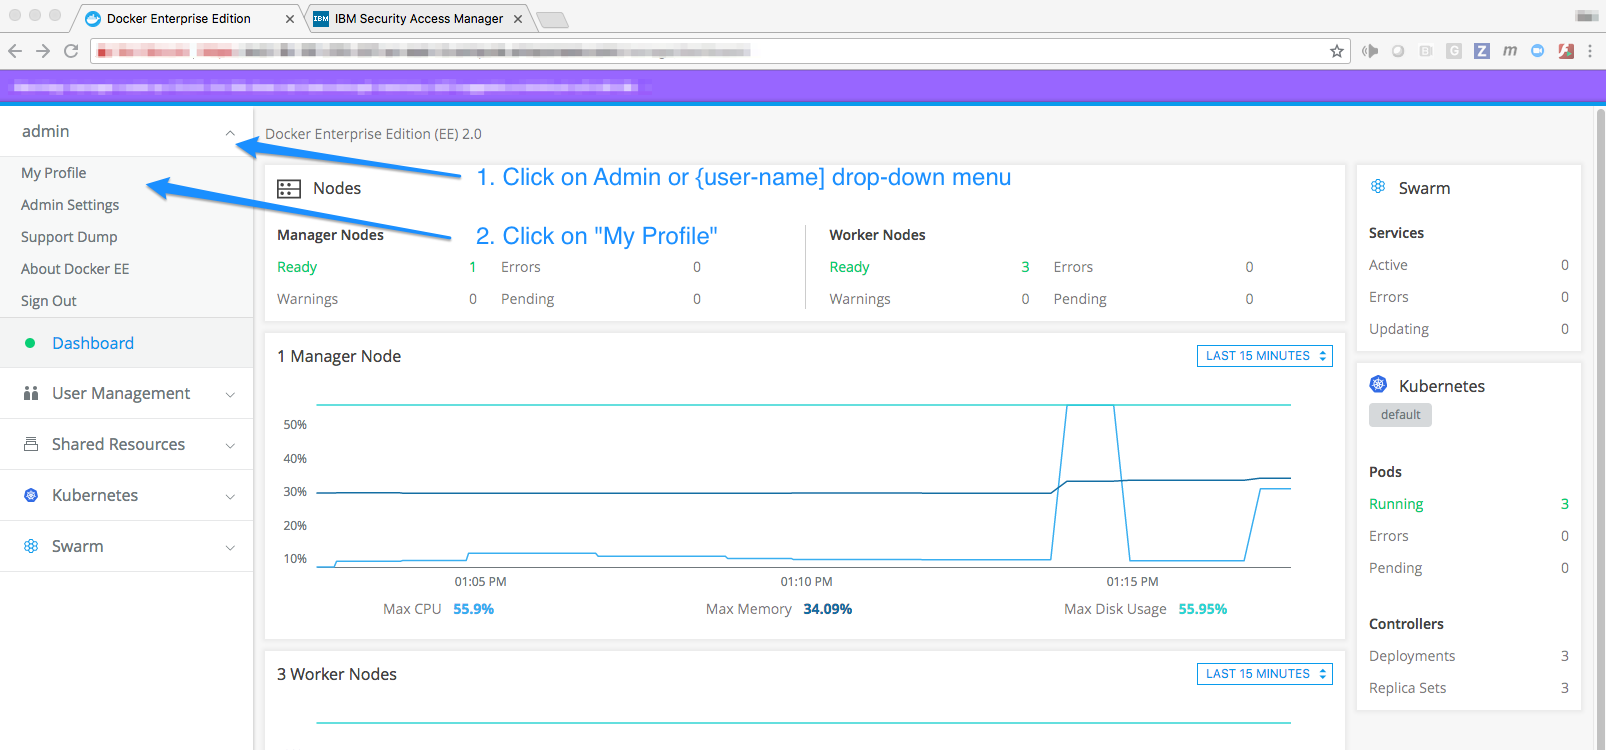 Docker Enterprise Edition
IBM
IBM Security Access Manager
admin
My Profile
Admin Settings
Support Dump
About Docker EE
Sign Out
Dashboard
User Management
Shared Resources
Kubernetes
Swarm
Docker Enterprise Edition (EE) 2.0
1. Click on Admin or {user-name] drop-down menu
2. Click on "My Profile"
Nodes
Manager Nodes
Ready 1 Errors 0
Warnings 0 Pending 0
Worker Nodes
Ready 3 Errors 0
Warnings 0 Pending 0
1 Manager Node
LAST 15 MINUTES
50%
40%
30%
20%
10%
01:05 PM 01:10 PM 01:15 PM
Max CPU 55.9% Max Memory 34.09% Max Disk Usage 55.95%
3 Worker Nodes
LAST 15 MINUTES
Swarm
Services
Active 0
Errors 0
Updating 0
Kubernetes
default
Pods
Running 3
Errors 0
Pending 0
Controllers
Deployments 3
Replica Sets 3